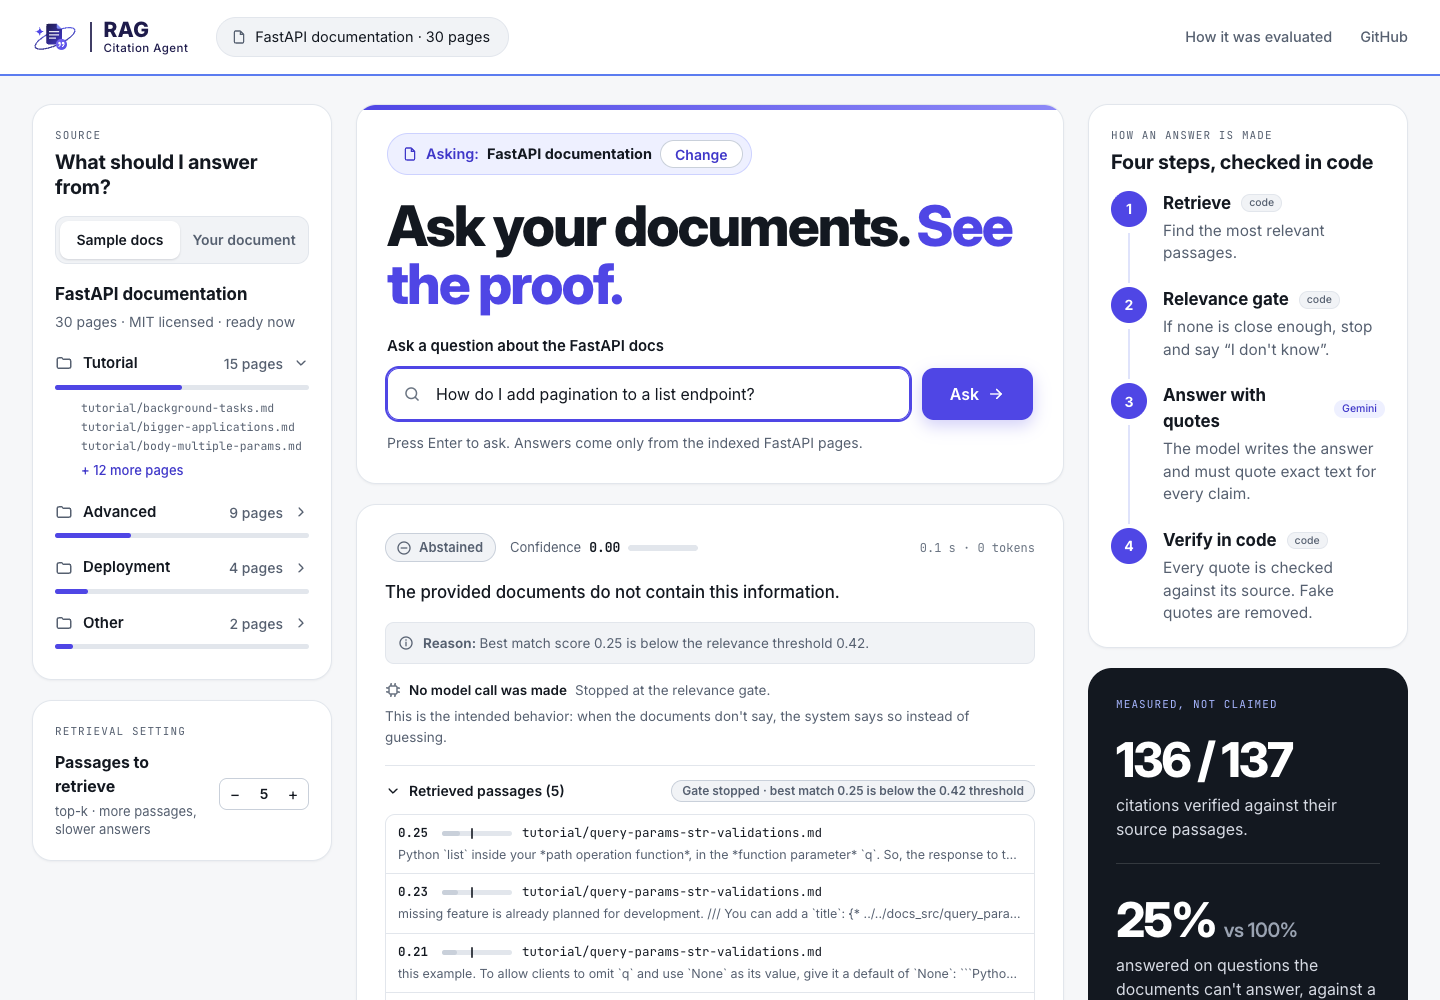 RAG
Citation Agent
FastAPI documentation · 30 pages
How it was evaluated
GitHub
SOURCE
What should I answer
from?
Sample docs
Your document
FastAPI documentation
30 pages · MIT licensed · ready now
Tutorial
15 pages
tutorial/background-tasks.md
tutorial/bigger-applications.md
tutorial/body-multiple-params.md
+ 12 more pages
Advanced
9 pages
Deployment
4 pages
Other
2 pages
RETRIEVAL SETTING
Passages to
retrieve
top-k · more passages,
slower answers
− 5 +
Asking: FastAPI documentation
Change
Ask your documents. See
the proof.
Ask a question about the FastAPI docs
How do I add pagination to a list endpoint?
Ask →
Press Enter to ask. Answers come only from the indexed FastAPI pages.
Abstained
Confidence 0.00
0.1 s · 0 tokens
The provided documents do not contain this information.
Reason: Best match score 0.25 is below the relevance threshold 0.42.
No model call was made Stopped at the relevance gate.
This is the intended behavior: when the documents don't say, the system says so instead of
guessing.
Retrieved passages (5)
Gate stopped · best match 0.25 is below the 0.42 threshold
0.25 tutorial/query-params-str-validations.md
Python `list` inside your *path operation function*, in the *function parameter* `q`. So, the response to t…
0.23 tutorial/query-params-str-validations.md
missing feature is already planned for development. /// You can add a `title`: {* ../../docs_src/query_para…
0.21 tutorial/query-params-str-validations.md
this example. To allow clients to omit `q` and use `None` as its value, give it a default of `None`: ```Pytho…
HOW AN ANSWER IS MADE
Four steps, checked in code
1
Retrieve code
Find the most relevant
passages.
2
Relevance gate code
If none is close enough, stop
and say “I don't know”.
3
Answer with
quotes
Gemini
The model writes the answer
and must quote exact text for
every claim.
4
Verify in code code
Every quote is checked
against its source. Fake
quotes are removed.
MEASURED, NOT CLAIMED
136 / 137
citations verified against their
source passages.
25% vs 100%
answered on questions the
documents can't answer, against a